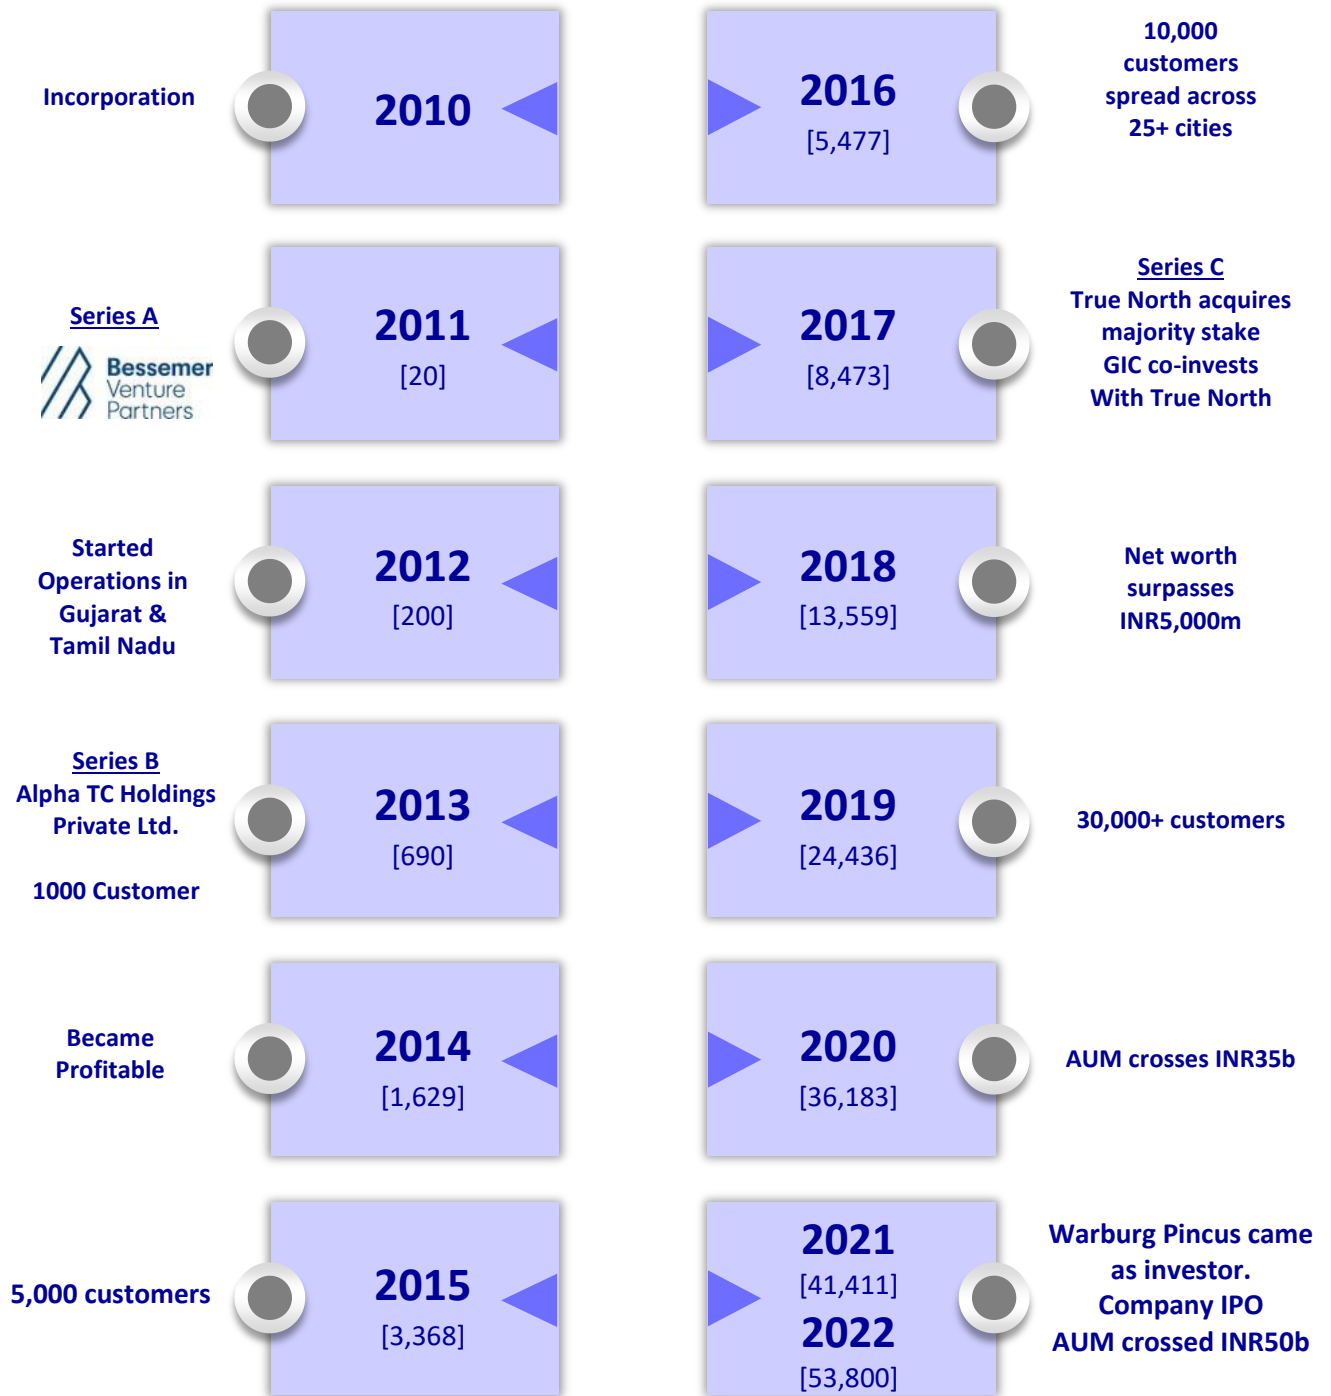 Incorporation
2010
Series A
Bessemer
Venture
Partners
2011
[20]
Started
Operations in
Gujarat &
Tamil Nadu
2012
[200]
Series B
Alpha TC Holdings
Private Ltd.
1000 Customer
2013
[690]
Became
Profitable
2014
[1,629]
5,000 customers
2015
[3,368]
2016
[5,477]
10,000
customers
spread across
25+ cities
2017
[8,473]
Series C
True North acquires
majority stake
GIC co-invests
With True North
2018
[13,559]
Net worth
surpasses
INR5,000m
2019
[24,436]
30,000+ customers
2020
[36,183]
AUM crosses INR35b
2021
[41,411]
2022
[53,800]
Warburg Pincus came
as investor.
Company IPO
AUM crossed INR50b